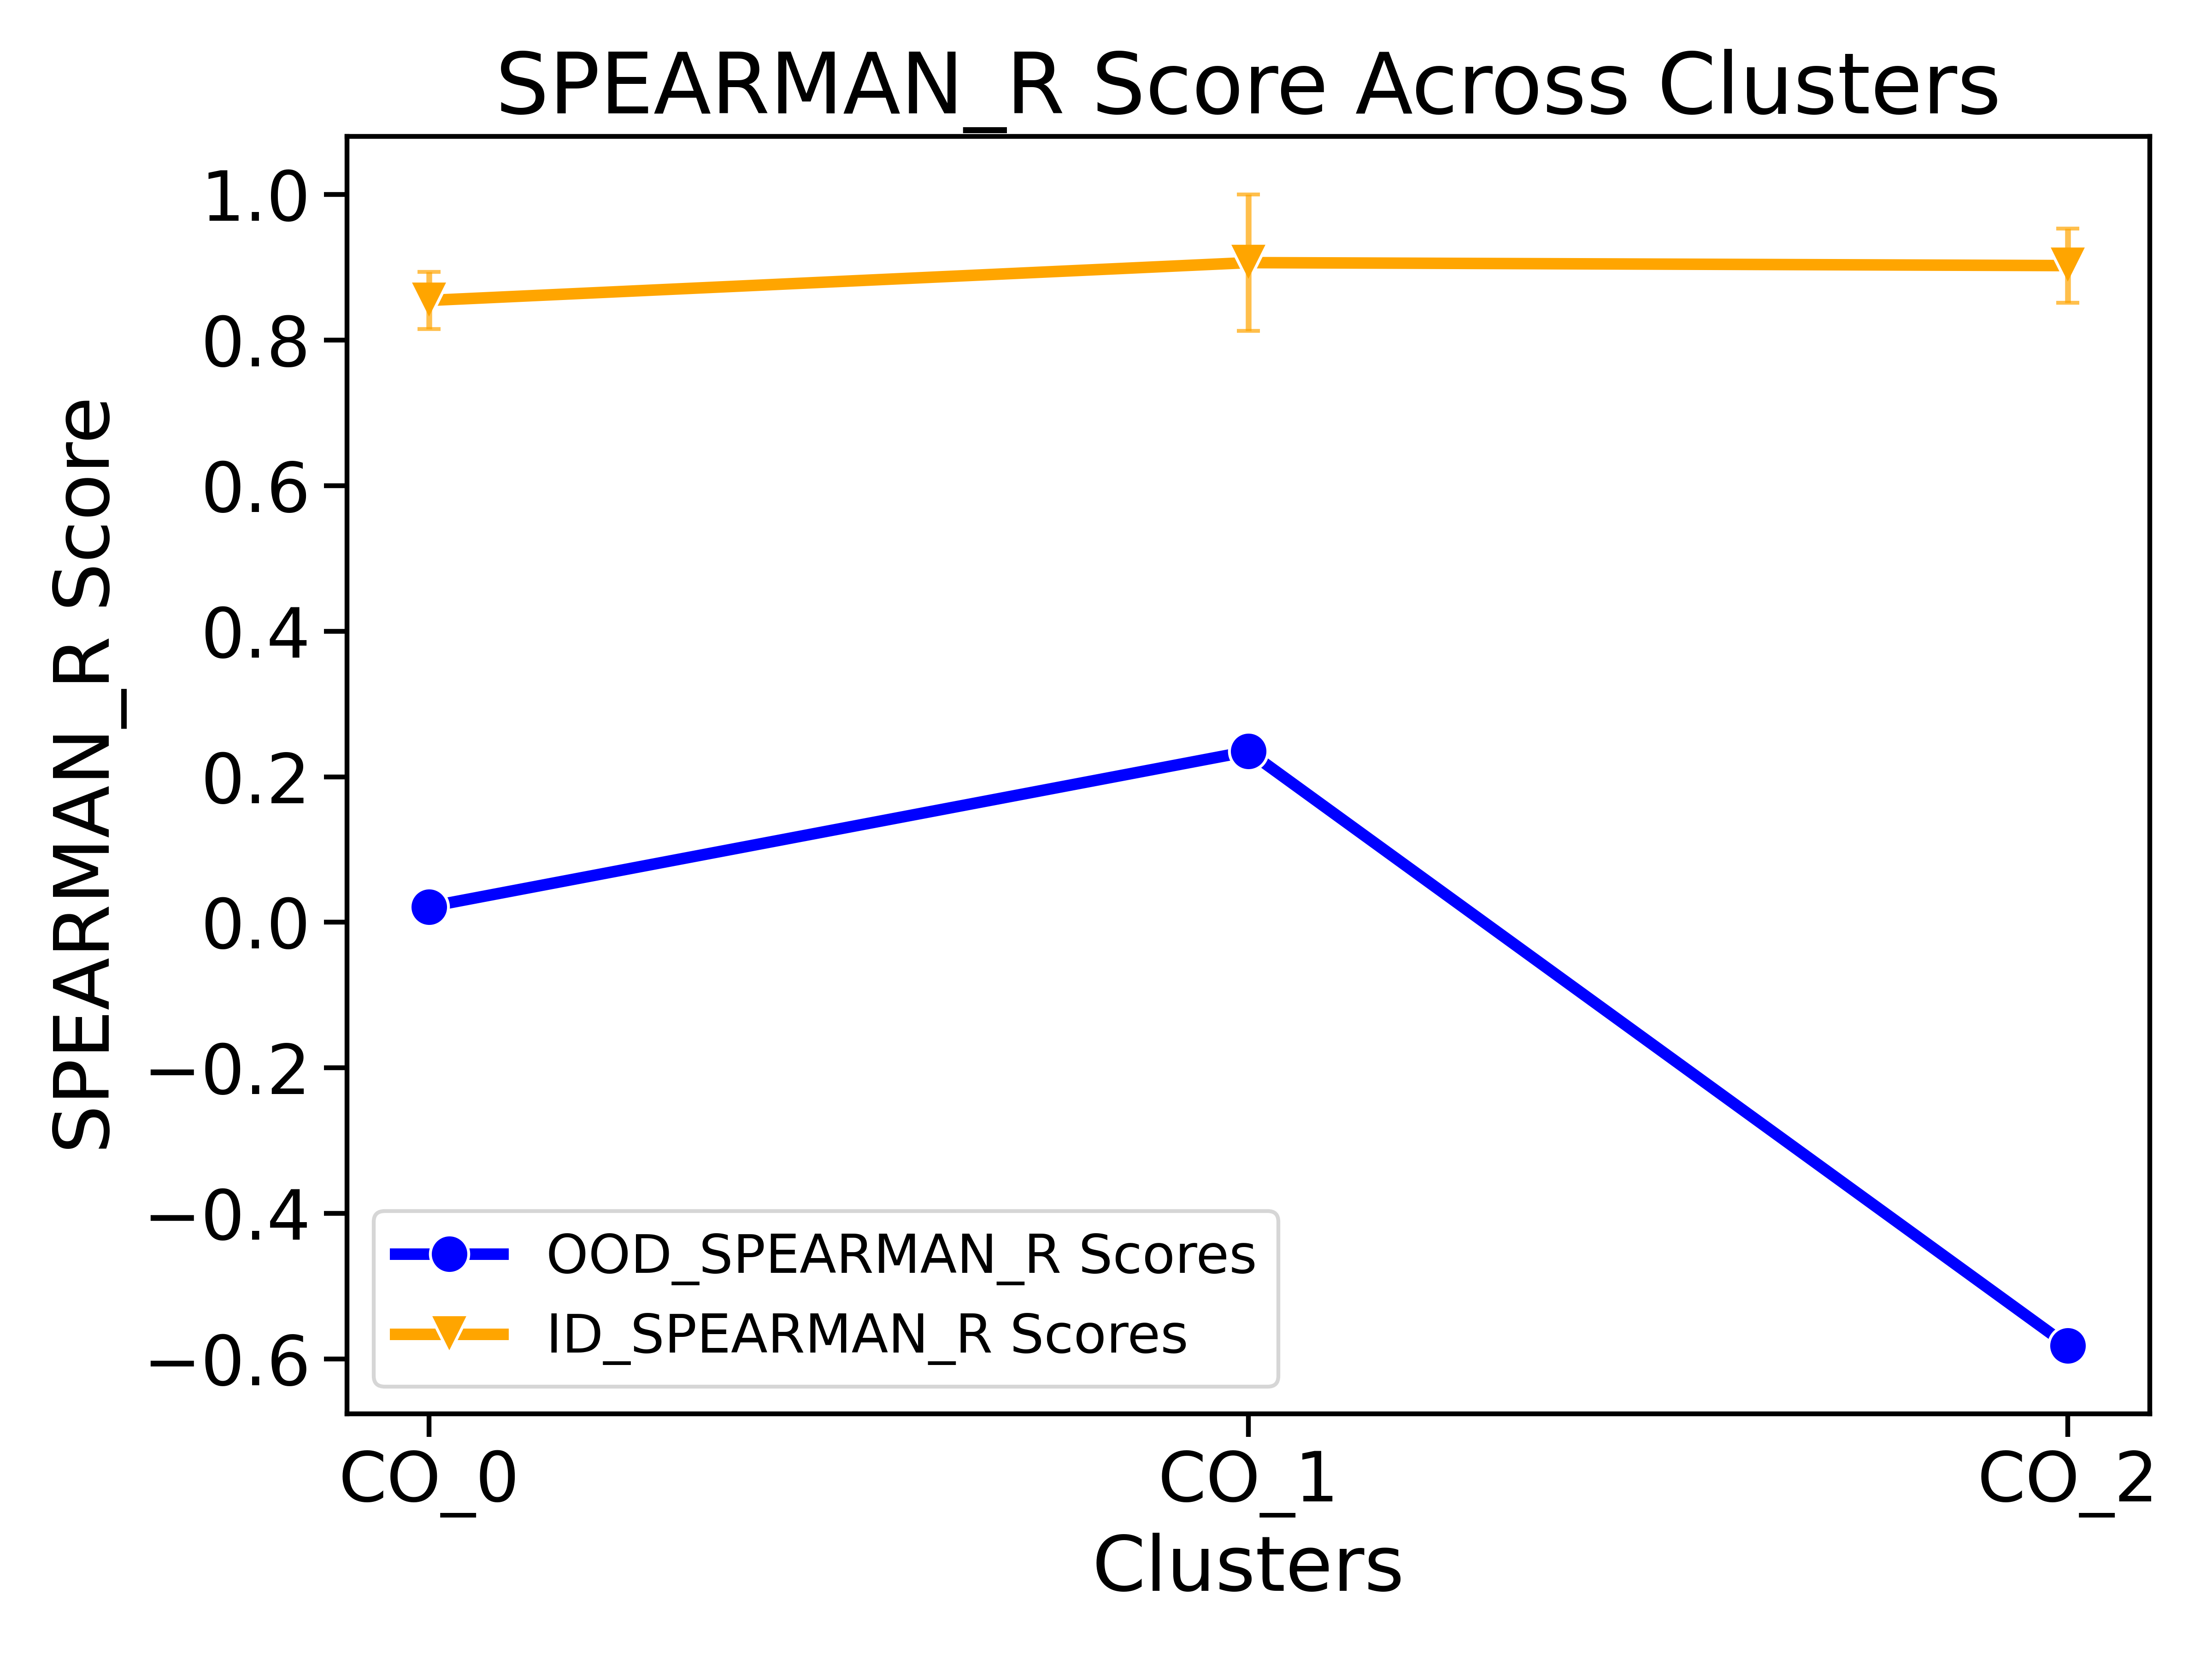 SPEARMAN_R Score Across Clusters
SPEARMAN_R Score
1.0
0.8
0.6
0.4
0.2
0.0
−0.2
−0.4
−0.6
OOD_SPEARMAN_R Scores
ID_SPEARMAN_R Scores
CO_0 CO_1 CO_2
Clusters